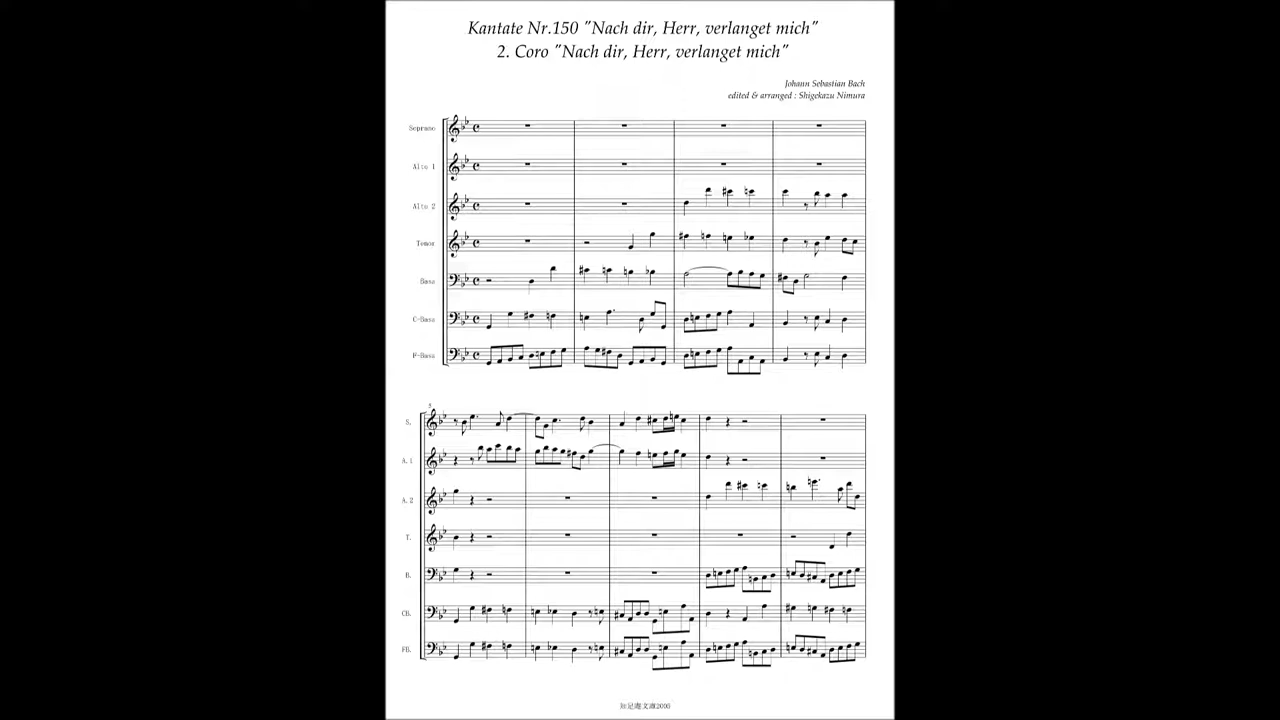 Kantate Nr.150 "Nach dir, Herr, verlanget mich"
2. Coro "Nach dir, Herr, verlanget mich"
Johann Sebastian Bach
edited & arranged : Shigekazu Nimura
Soprano
Alto 1
Alto 2
Tenor
Bass
C-Bass
F-Bass
5
S.
A.1
A.2
T.
B.
CB.
FB.